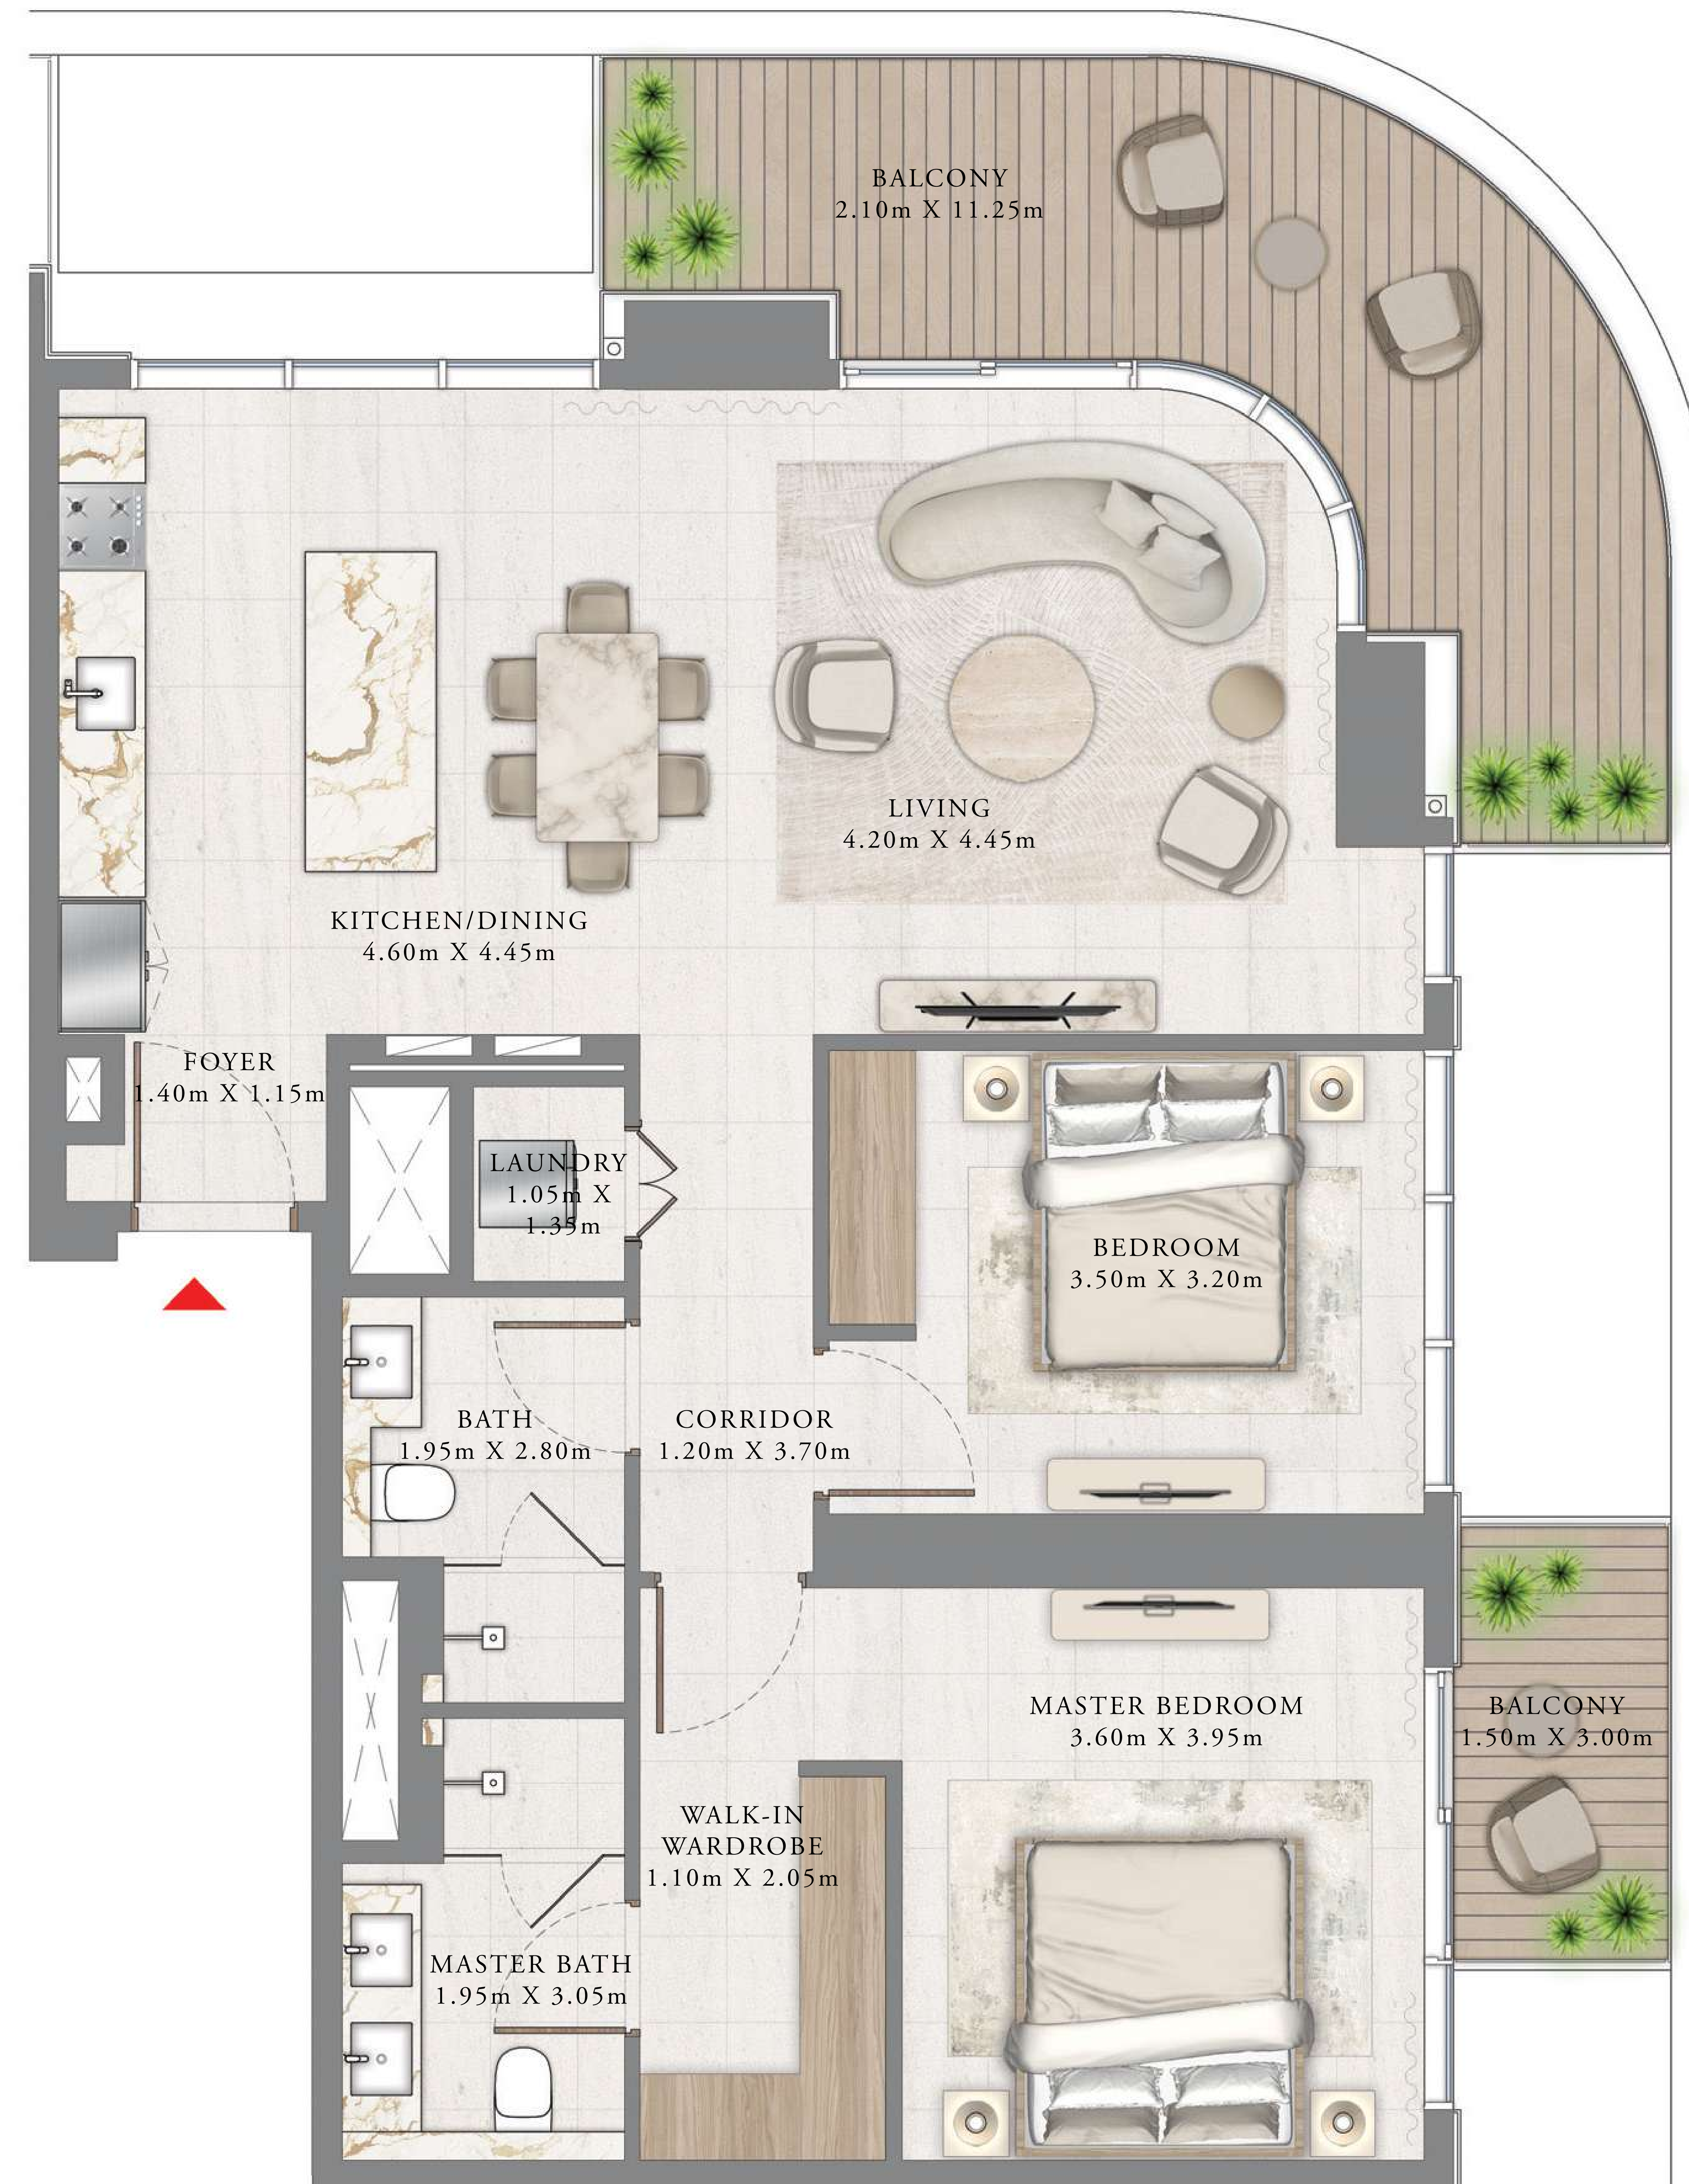 BALCONY
2.10m X 11.25m
LIVING
4.20m X 4.45m
KITCHEN/DINING
4.60m X 4.45m
FOYER
1.40m X 1.15m
LAUNDRY
1.05m X
1.35m
BEDROOM
3.50m X 3.20m
BATH
1.95m X 2.80m
CORRIDOR
1.20m X 3.70m
MASTER BEDROOM
3.60m X 3.95m
BALCONY
1.50m X 3.00m
WALK-IN
WARDROBE
1.10m X 2.05m
MASTER BATH
1.95m X 3.05m